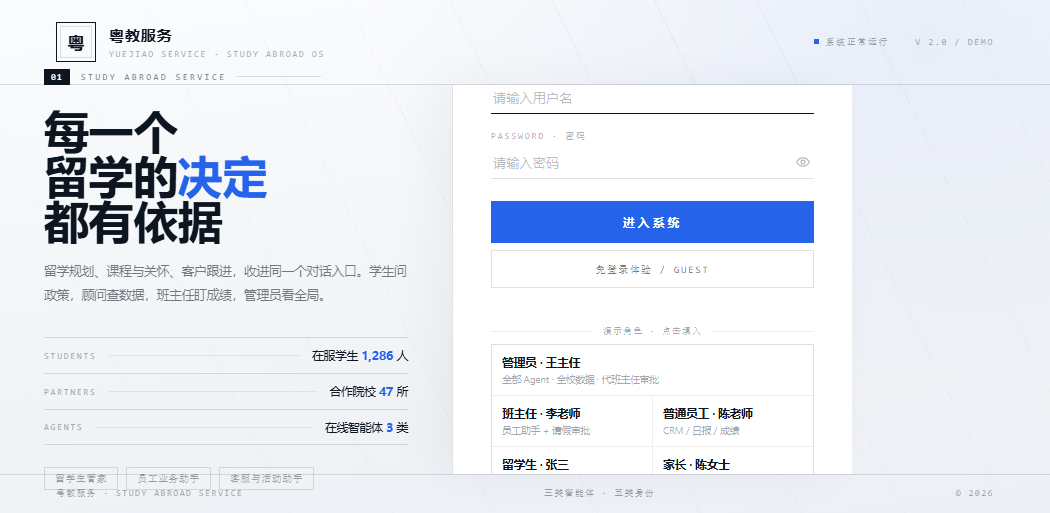 粤
粤教服务
YUEJIAO SERVICE · STUDY ABROAD OS
系统正常运行
V 2.0 / DEMO
01 STUDY ABROAD SERVICE
每一个
留学的决定
都有依据
留学规划、课程与关怀、客户跟进，收进同一个对话入口。学生问
政策，顾问查数据，班主任盯成绩，管理员看全局。
STUDENTS 在服学生 1,286 人
PARTNERS 合作院校 47 所
AGENTS 在线智能体 3 类
留学生管家 员工业务助手 客服与活动助手
请输入用户名
PASSWORD · 密码
请输入密码
进入系统
免登录体验 / GUEST
演示角色 · 点击填入
管理员 · 王主任
全部 Agent · 全校数据 · 代班主任审批
班主任 · 李老师
员工助手 + 请假审批
普通员工 · 陈老师
CRM / 日报 / 成绩
留学生 · 张三
家长 · 陈女士
粤教服务 · STUDY ABROAD SERVICE
三类智能体 · 五类身份
© 2026